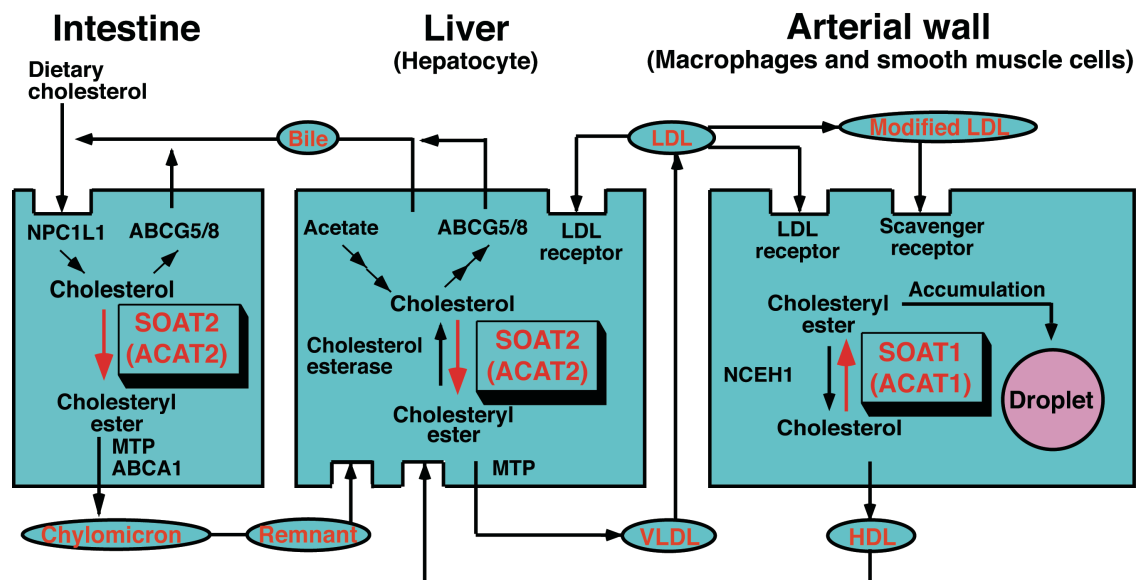 Intestine
Liver
(Hepatocyte)
Arterial wall
(Macrophages and smooth muscle cells)
Dietary
cholesterol
Bile
LDL
Modified LDL
NPC1L1
ABCG5/8
Cholesterol
SOAT2
(ACAT2)
Cholesteryl
ester
MTP
ABCA1
Chylomicron
Remnant
Acetate
ABCG5/8
LDL
receptor
Cholesterol
Cholesterol
esterase
SOAT2
(ACAT2)
Cholesteryl
ester
MTP
VLDL
LDL
receptor
Scavenger
receptor
Cholesteryl
ester
Accumulation
NCEH1
SOAT1
(ACAT1)
Droplet
Cholesterol
HDL